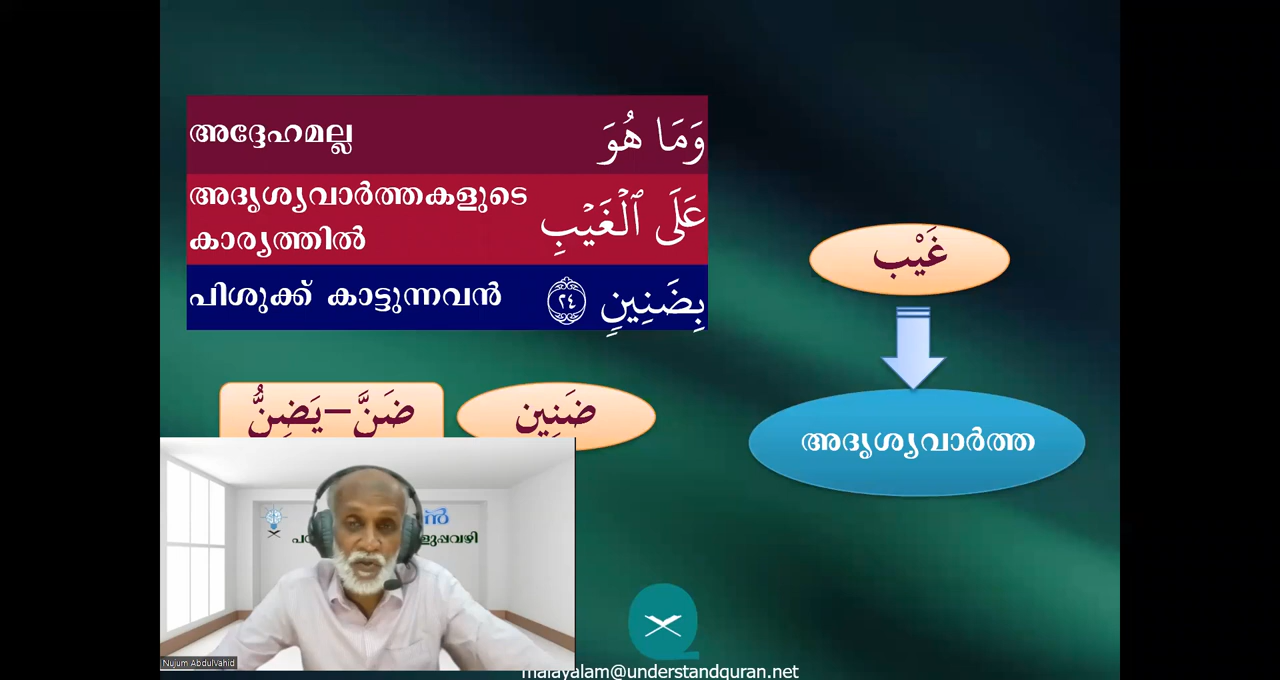 അദ്ദേഹമല്ല وَمَا هُوَ
അദൃശ്യവാർത്തകളുടെ
കാര്യത്തിൽ عَلَى ٱلْغَيْبِ
പിശുക്ക് കാട്ടുന്നവൻ بِضَنِينٍ ٢٤
غَيْب
ضَنَّ–يَضِنُّ ضَنِين
അദൃശ്യവാർത്ത
Nujum AbdulVahid
malayalam@understandquran.net